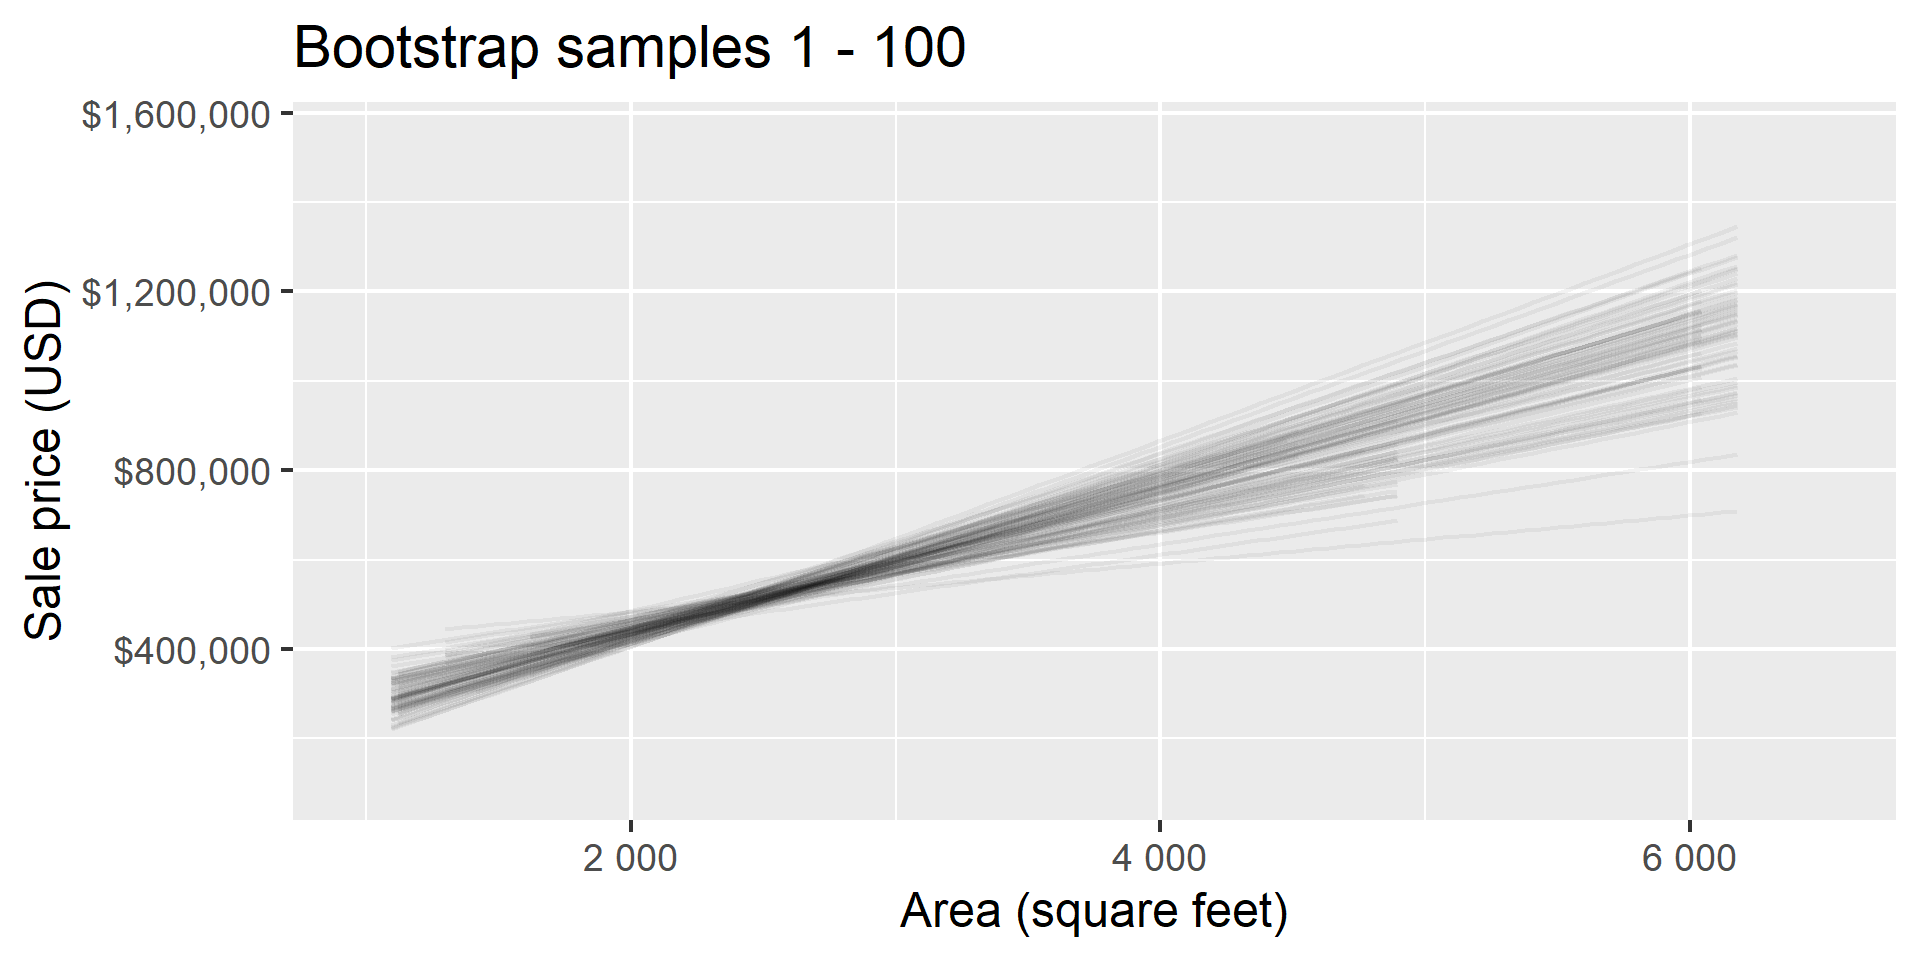 Bootstrap samples 1 - 100
$1,600,000
$1,200,000
$800,000
$400,000
Sale price (USD)
2 000 4 000 6 000
Area (square feet)